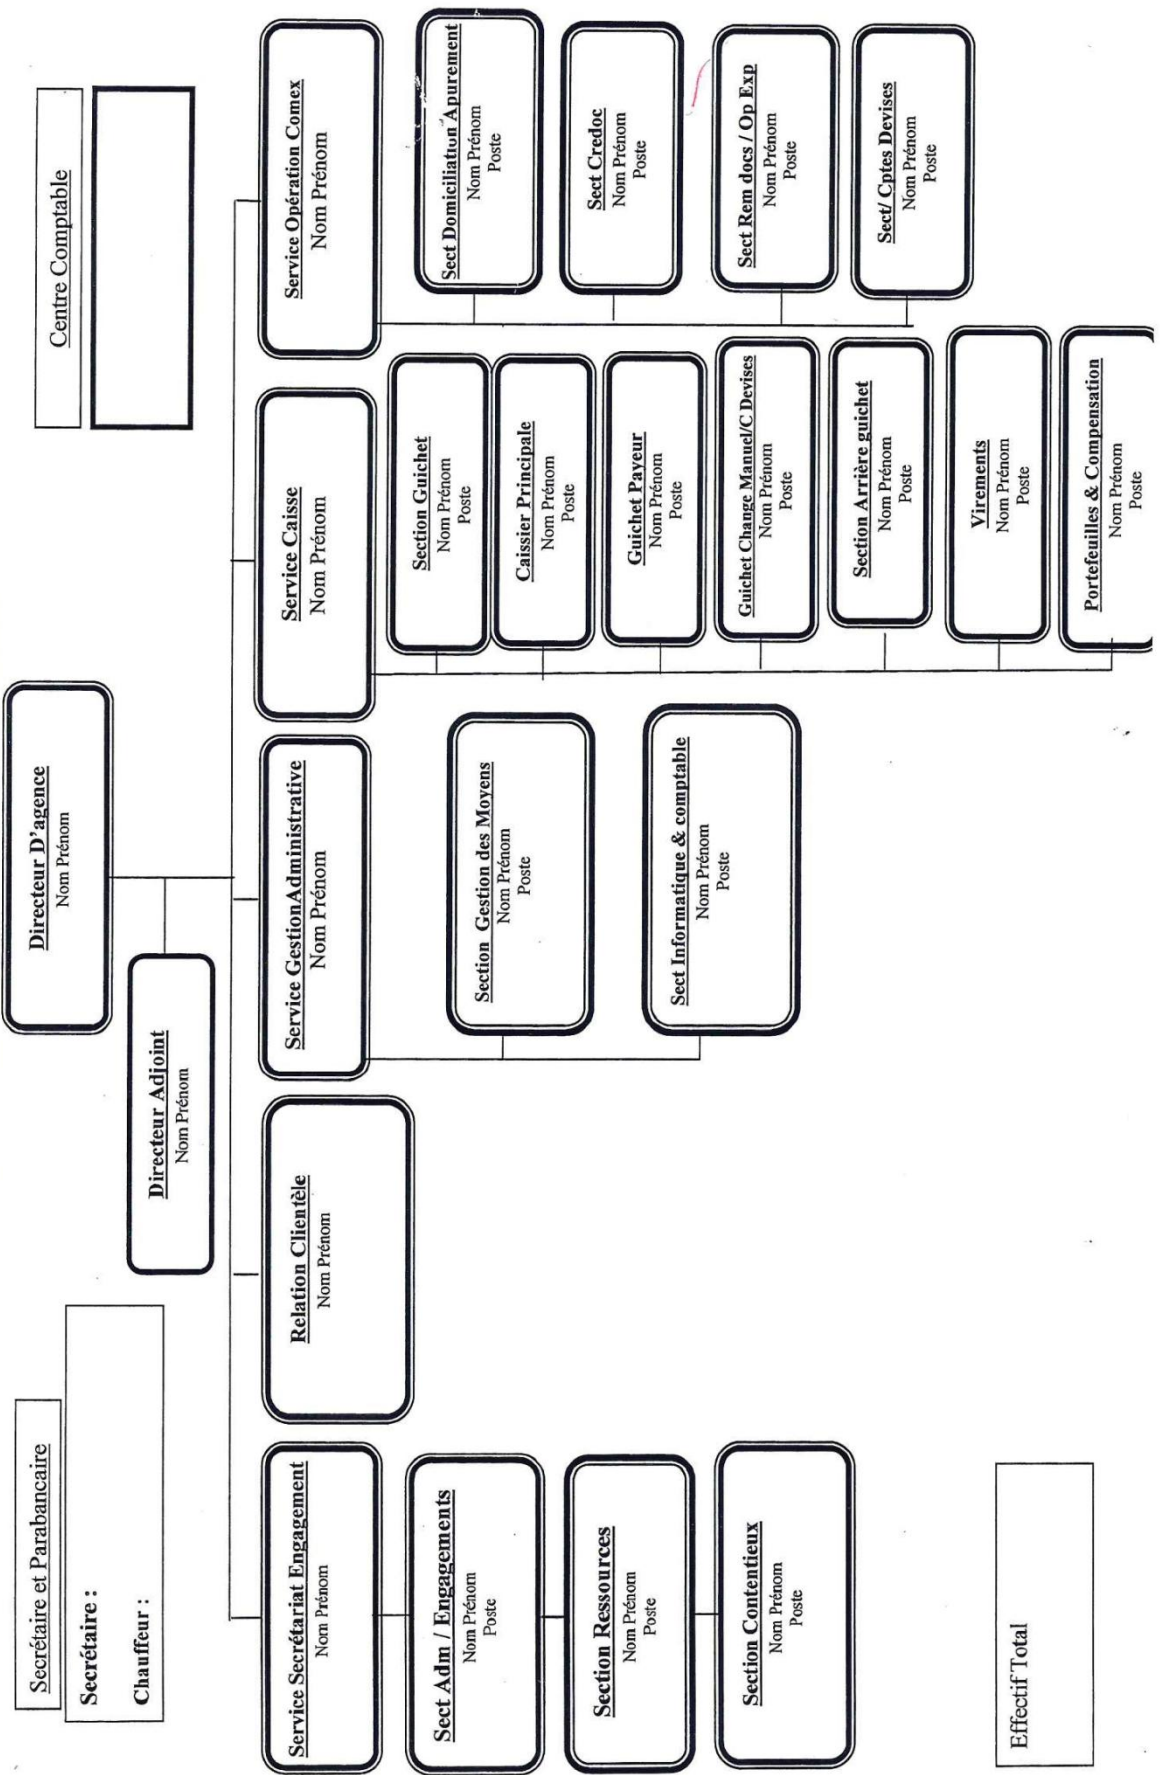 Secrétaire et Parabancaire
Secrétaire :
Chauffeur :
Directeur D'agence
Nom Prénom
Centre Comptable
Directeur Adjoint
Nom Prénom
Service Secrétariat Engagement
Nom Prénom
Sect Adm / Engagements
Nom Prénom
Poste
Section Ressources
Nom Prénom
Poste
Section Contentieux
Nom Prénom
Poste
Relation Clientèle
Nom Prénom
Service GestionAdministrative
Nom Prénom
Section Gestion des Moyens
Nom Prénom
Poste
Sect Informatique & comptable
Nom Prénom
Poste
Service Caisse
Nom Prénom
Section Guichet
Nom Prénom
Poste
Caissier Principale
Nom Prénom
Poste
Guichet Payeur
Nom Prénom
Poste
Guichet Change Manuel/C Devises
Nom Prénom
Poste
Section Arrière guichet
Nom Prénom
Poste
Virements
Nom Prénom
Poste
Portefeuilles & Compensation
Nom Prénom
Poste
Service Opération Comex
Nom Prénom
Sect Domiciliation Apurement
Nom Prénom
Poste
Sect Credoc
Nom Prénom
Poste
Sect Rem docs / Op Exp
Nom Prénom
Poste
Sect/ Cptes Devises
Nom Prénom
Poste
Effectif Total